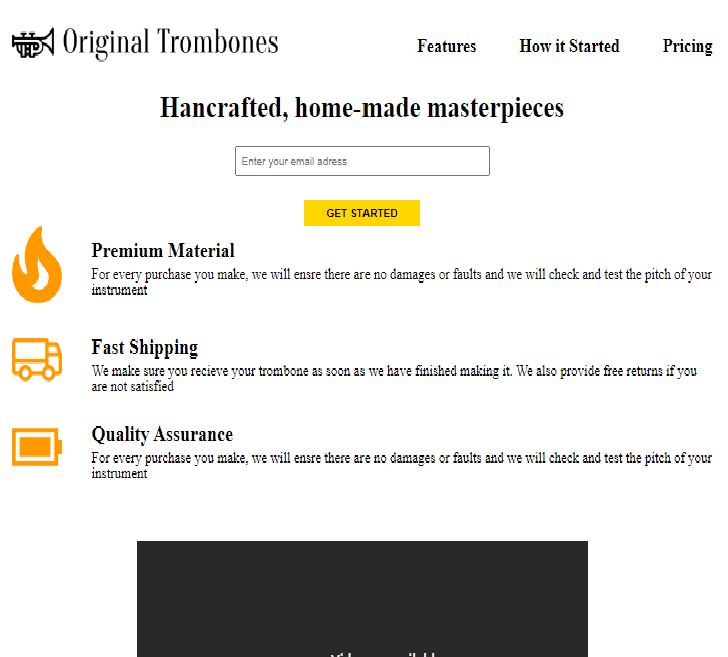 Original Trombones
Features
How it Started
Pricing
Hancrafted, home-made masterpieces
Enter your email adress
GET STARTED
Premium Material
For every purchase you make, we will ensre there are no damages or faults and we will check and test the pitch of your
instrument
Fast Shipping
We make sure you recieve your trombone as soon as we have finished making it. We also provide free returns if you
are not satisfied
Quality Assurance
For every purchase you make, we will ensre there are no damages or faults and we will check and test the pitch of your
instrument